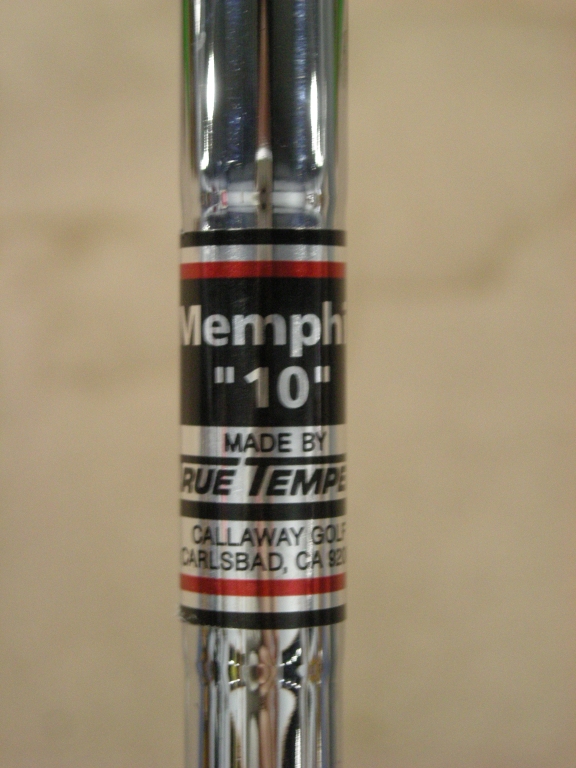 Memphi
"10"
MADE BY
RUE TEMPE
CALLAWAY GOLF
CARLSBAD, CA 920